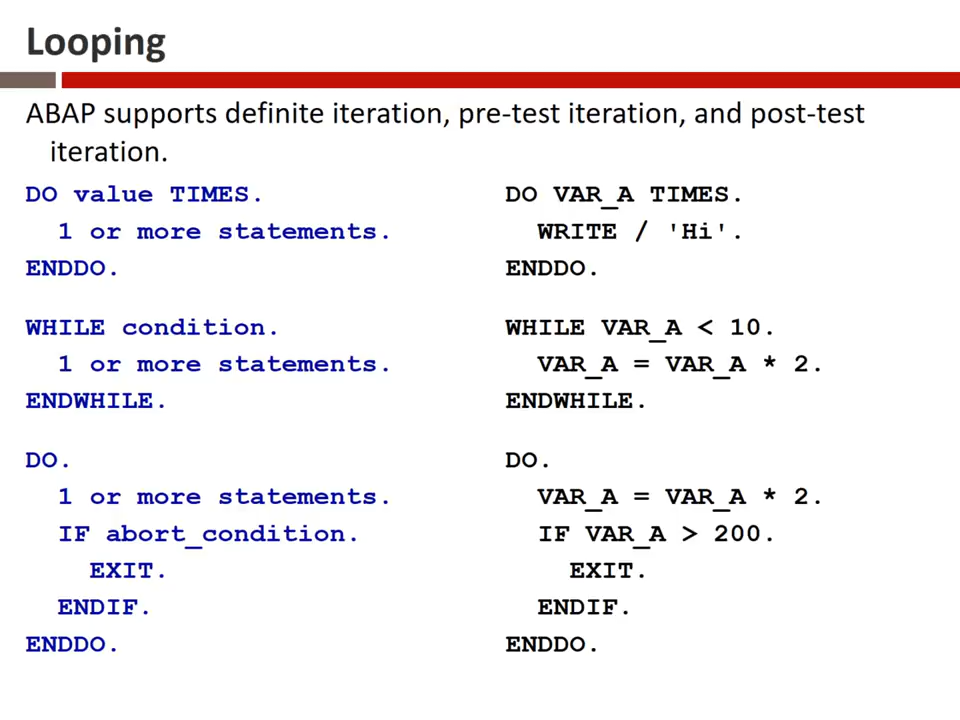 Looping
ABAP supports definite iteration, pre-test iteration, and post-test
iteration.
DO value TIMES.
1 or more statements.
ENDDO.
WHILE condition.
1 or more statements.
ENDWHILE.
DO.
1 or more statements.
IF abort_condition.
EXIT.
ENDIF.
ENDDO.
DO VAR_A TIMES.
WRITE / 'Hi'.
ENDDO.
WHILE VAR_A < 10.
VAR_A = VAR_A * 2.
ENDWHILE.
DO.
VAR_A = VAR_A * 2.
IF VAR_A > 200.
EXIT.
ENDIF.
ENDDO.